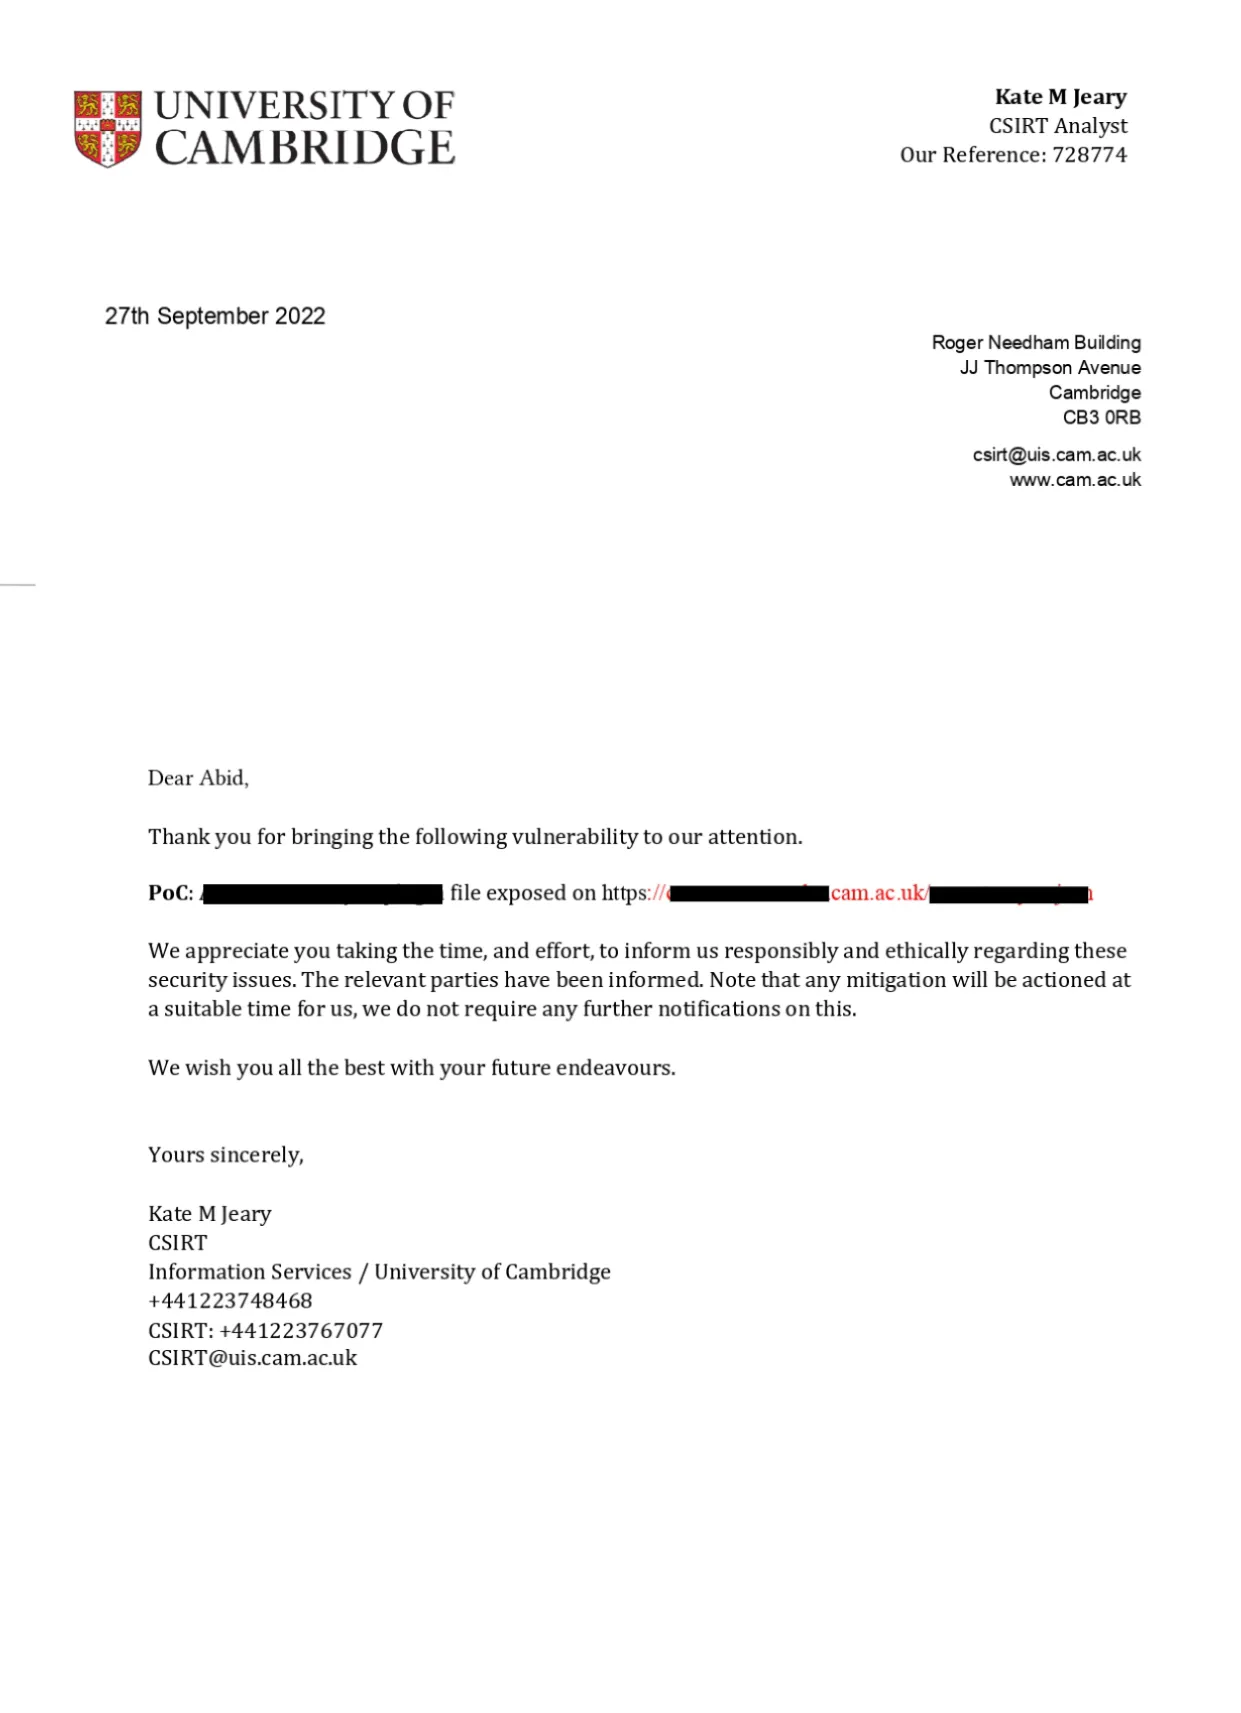 UNIVERSITY OF
CAMBRIDGE
Kate M Jeary
CSIRT Analyst
Our Reference: 728774
27th September 2022
Roger Needham Building
JJ Thompson Avenue
Cambridge
CB3 0RB
csirt@uis.cam.ac.uk
www.cam.ac.uk
Dear Abid,
Thank you for bringing the following vulnerability to our attention.
PoC: file exposed on https:// cam.ac.uk/
We appreciate you taking the time, and effort, to inform us responsibly and ethically regarding these
security issues. The relevant parties have been informed. Note that any mitigation will be actioned at
a suitable time for us, we do not require any further notifications on this.
We wish you all the best with your future endeavours.
Yours sincerely,
Kate M Jeary
CSIRT
Information Services / University of Cambridge
+441223748468
CSIRT: +441223767077
CSIRT@uis.cam.ac.uk